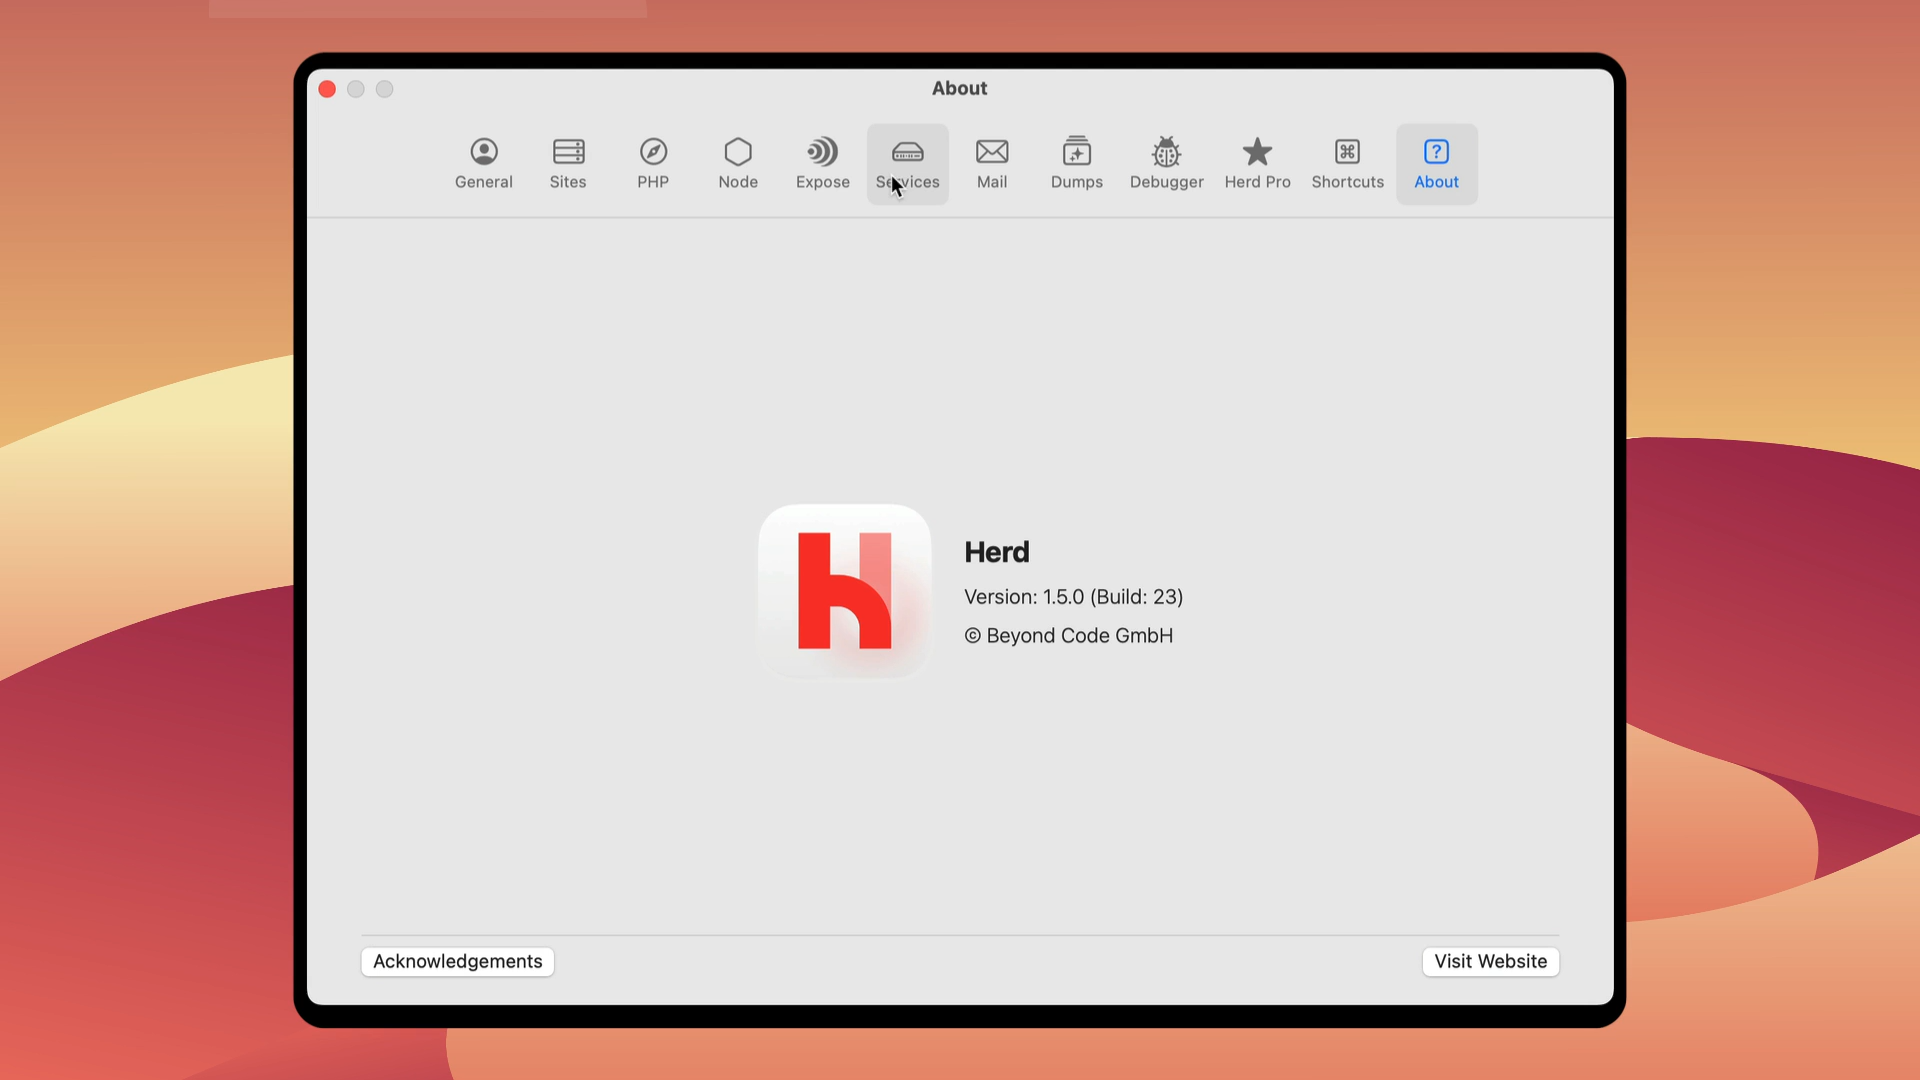 About
General Sites PHP Node Expose Services Mail Dumps Debugger Herd Pro Shortcuts About
Herd
Version: 1.5.0 (Build: 23)
© Beyond Code GmbH
Acknowledgements Visit Website